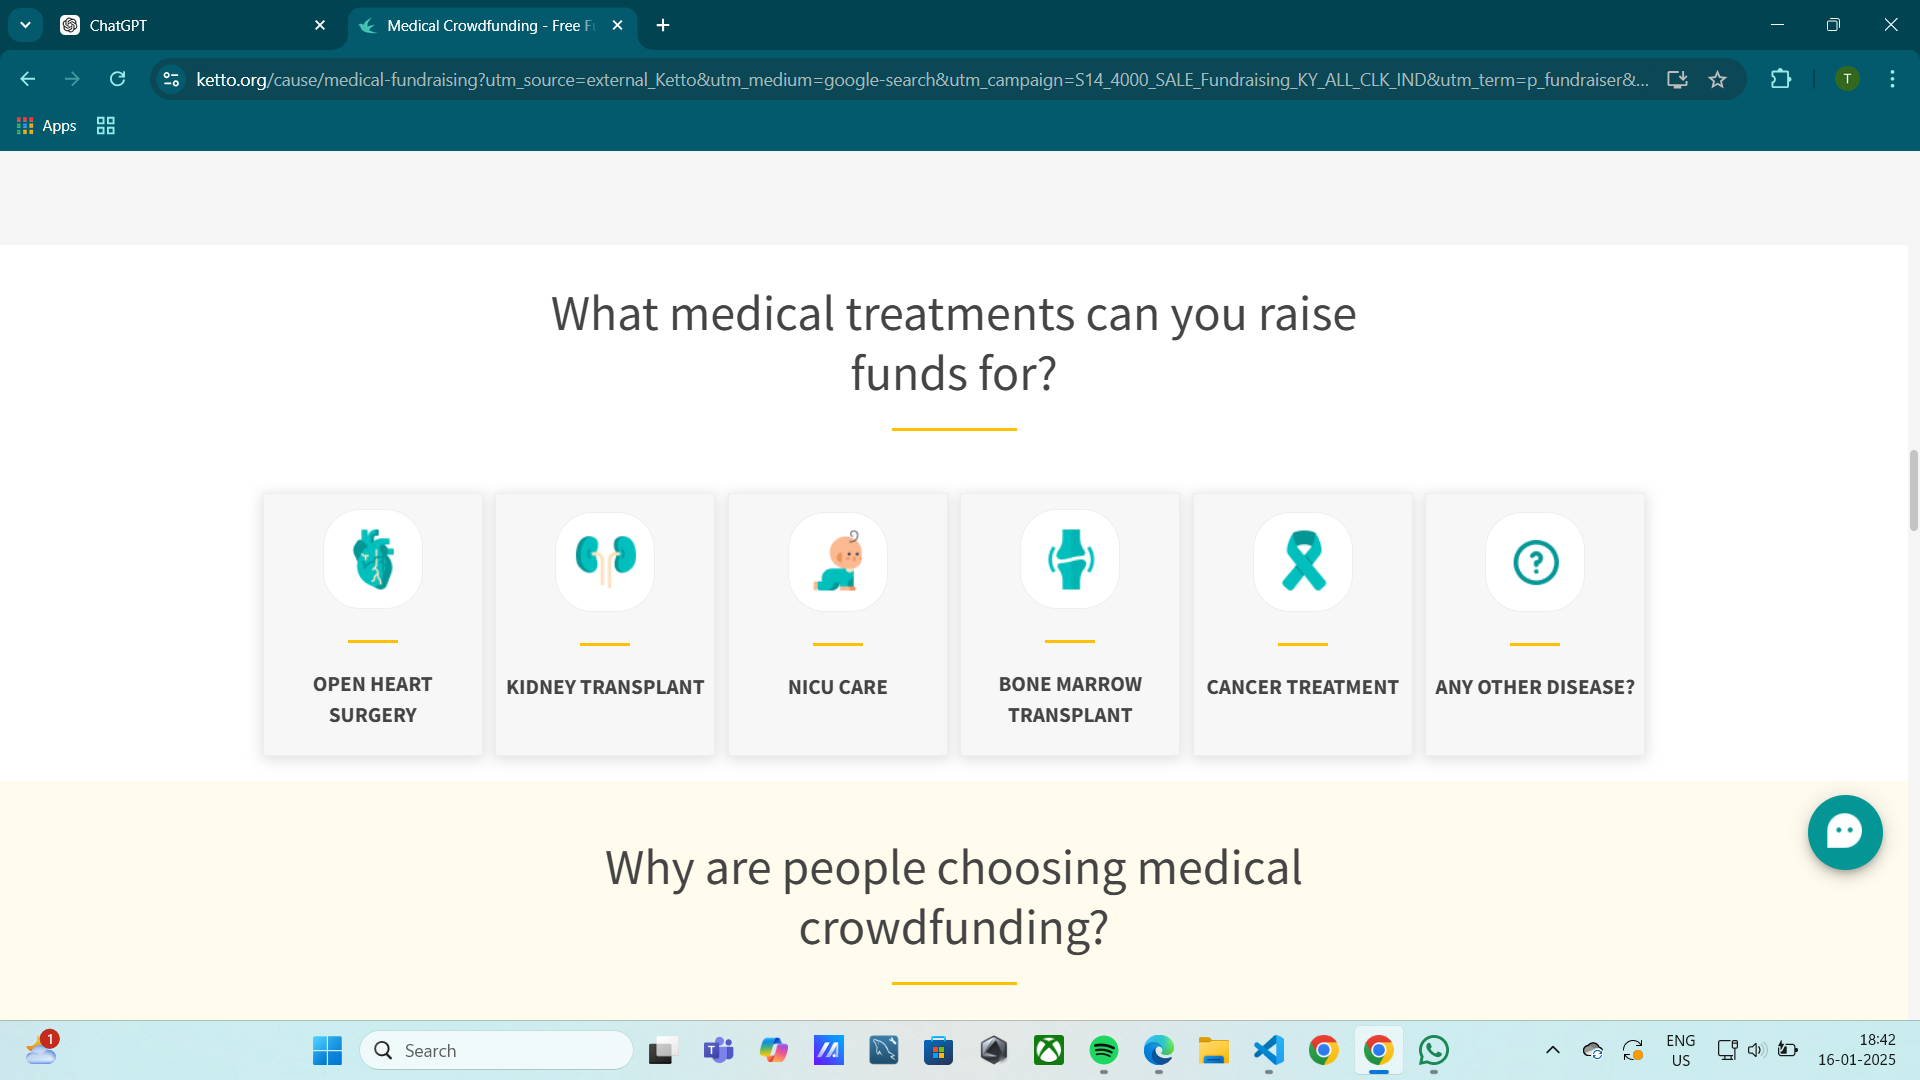 ChatGPT
Medical Crowdfunding - Free F
ketto.org/cause/medical-fundraising?utm_source=external_Ketto&utm_medium=google-search&utm_campaign=S14_4000_SALE_Fundraising_KY_ALL_CLK_IND&utm_term=p_fundraiser&...
T
Apps
What medical treatments can you raise
funds for?
OPEN HEART
SURGERY
KIDNEY TRANSPLANT
NICU CARE
BONE MARROW
TRANSPLANT
CANCER TREATMENT
?
ANY OTHER DISEASE?
Why are people choosing medical
crowdfunding?
1
Search
ENG
US
18:42
16-01-2025